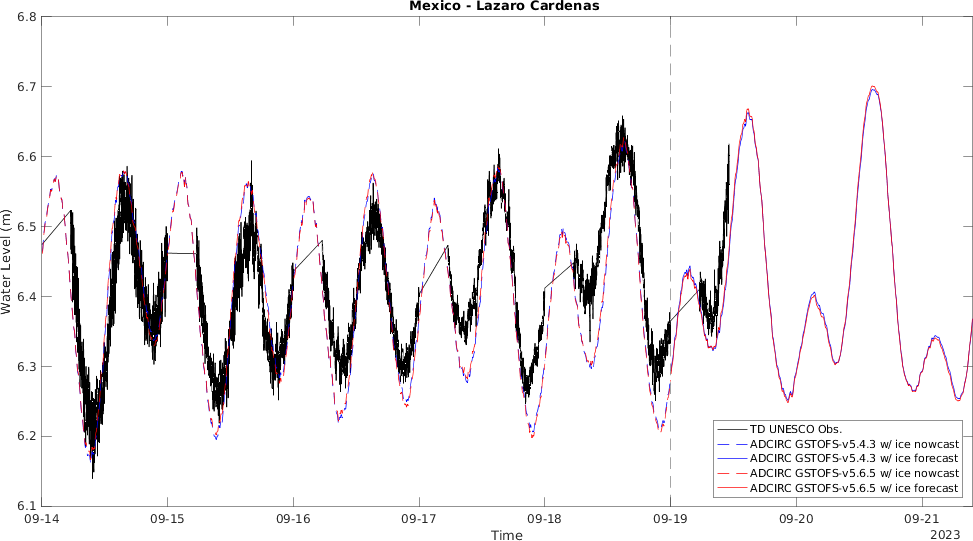 Mexico - Lazaro Cardenas
6.8
6.7
6.6
6.5
6.4
6.3
6.2
6.1
Water Level (m)
09-14
09-15
09-16
09-17
09-18
09-19
09-20
09-21
Time
2023
TD UNESCO Obs.
ADCIRC GSTOFS-v5.4.3 w/ ice nowcast
ADCIRC GSTOFS-v5.4.3 w/ ice forecast
ADCIRC GSTOFS-v5.6.5 w/ ice nowcast
ADCIRC GSTOFS-v5.6.5 w/ ice forecast